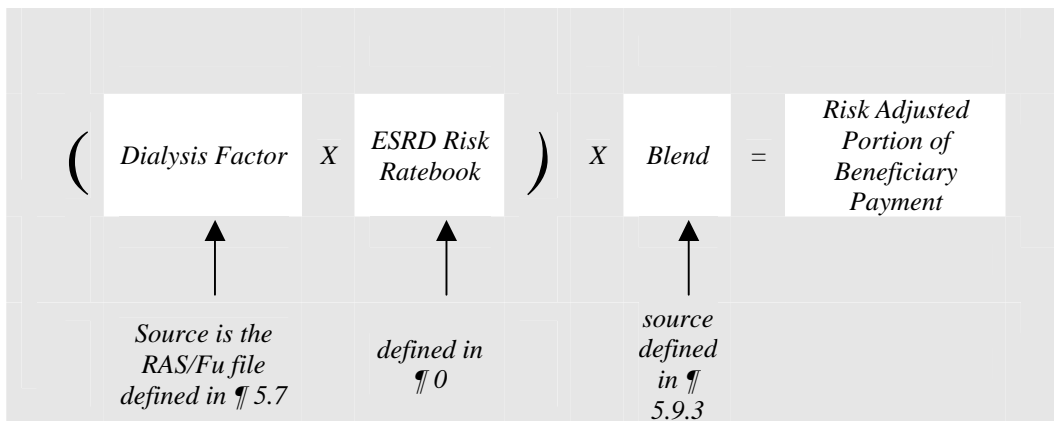 ( Dialysis Factor X ESRD Risk Ratebook ) X Blend = Risk Adjusted Portion of Beneficiary Payment
Source is the
RAS/Fu file
defined in ¶ 5.7
defined in
¶ 0
source
defined
in ¶
5.9.3